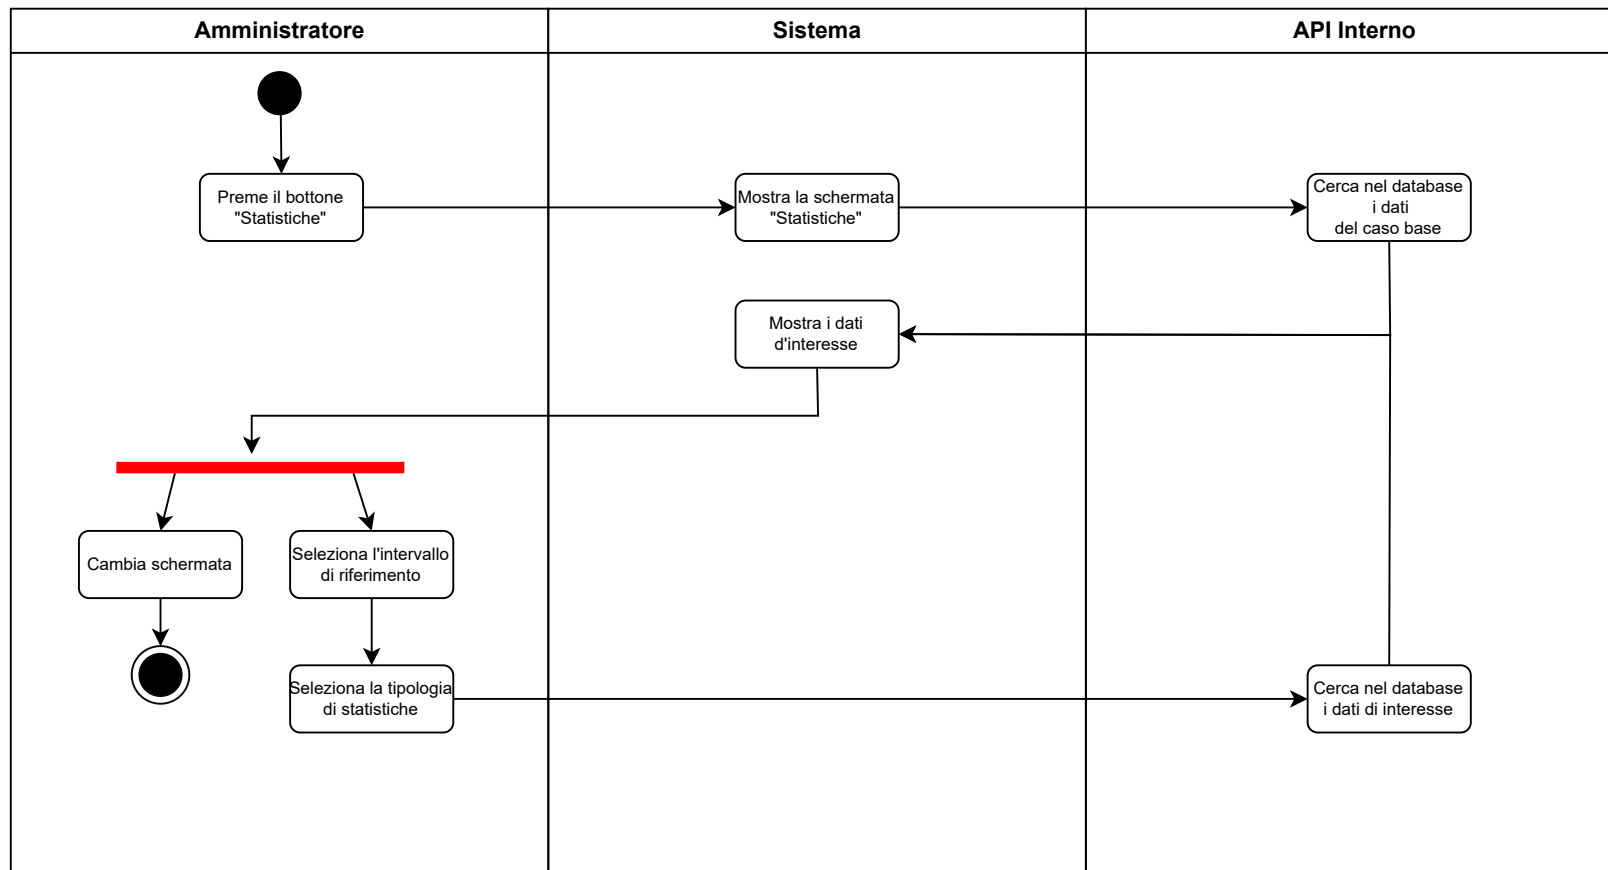 Amministratore
Sistema
API Interno
Preme il bottone
"Statistiche"
Mostra la schermata
"Statistiche"
Cerca nel database
i dati
del caso base
Mostra i dati
d'interesse
Cambia schermata
Seleziona l'intervallo
di riferimento
Seleziona la tipologia
di statistiche
Cerca nel database
i dati di interesse